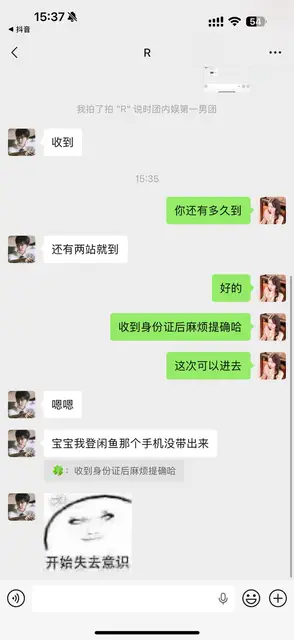 15:37
54
抖音
R
我拍了拍 "R" 说时团内娱第一男团
收到
15:35
你还有多久到
还有两站就到
好的
收到身份证后麻烦提确哈
这次可以进去
嗯嗯
宝宝我登闲鱼那个手机没带出来
🍀：收到身份证后麻烦提确哈
开始失去意识